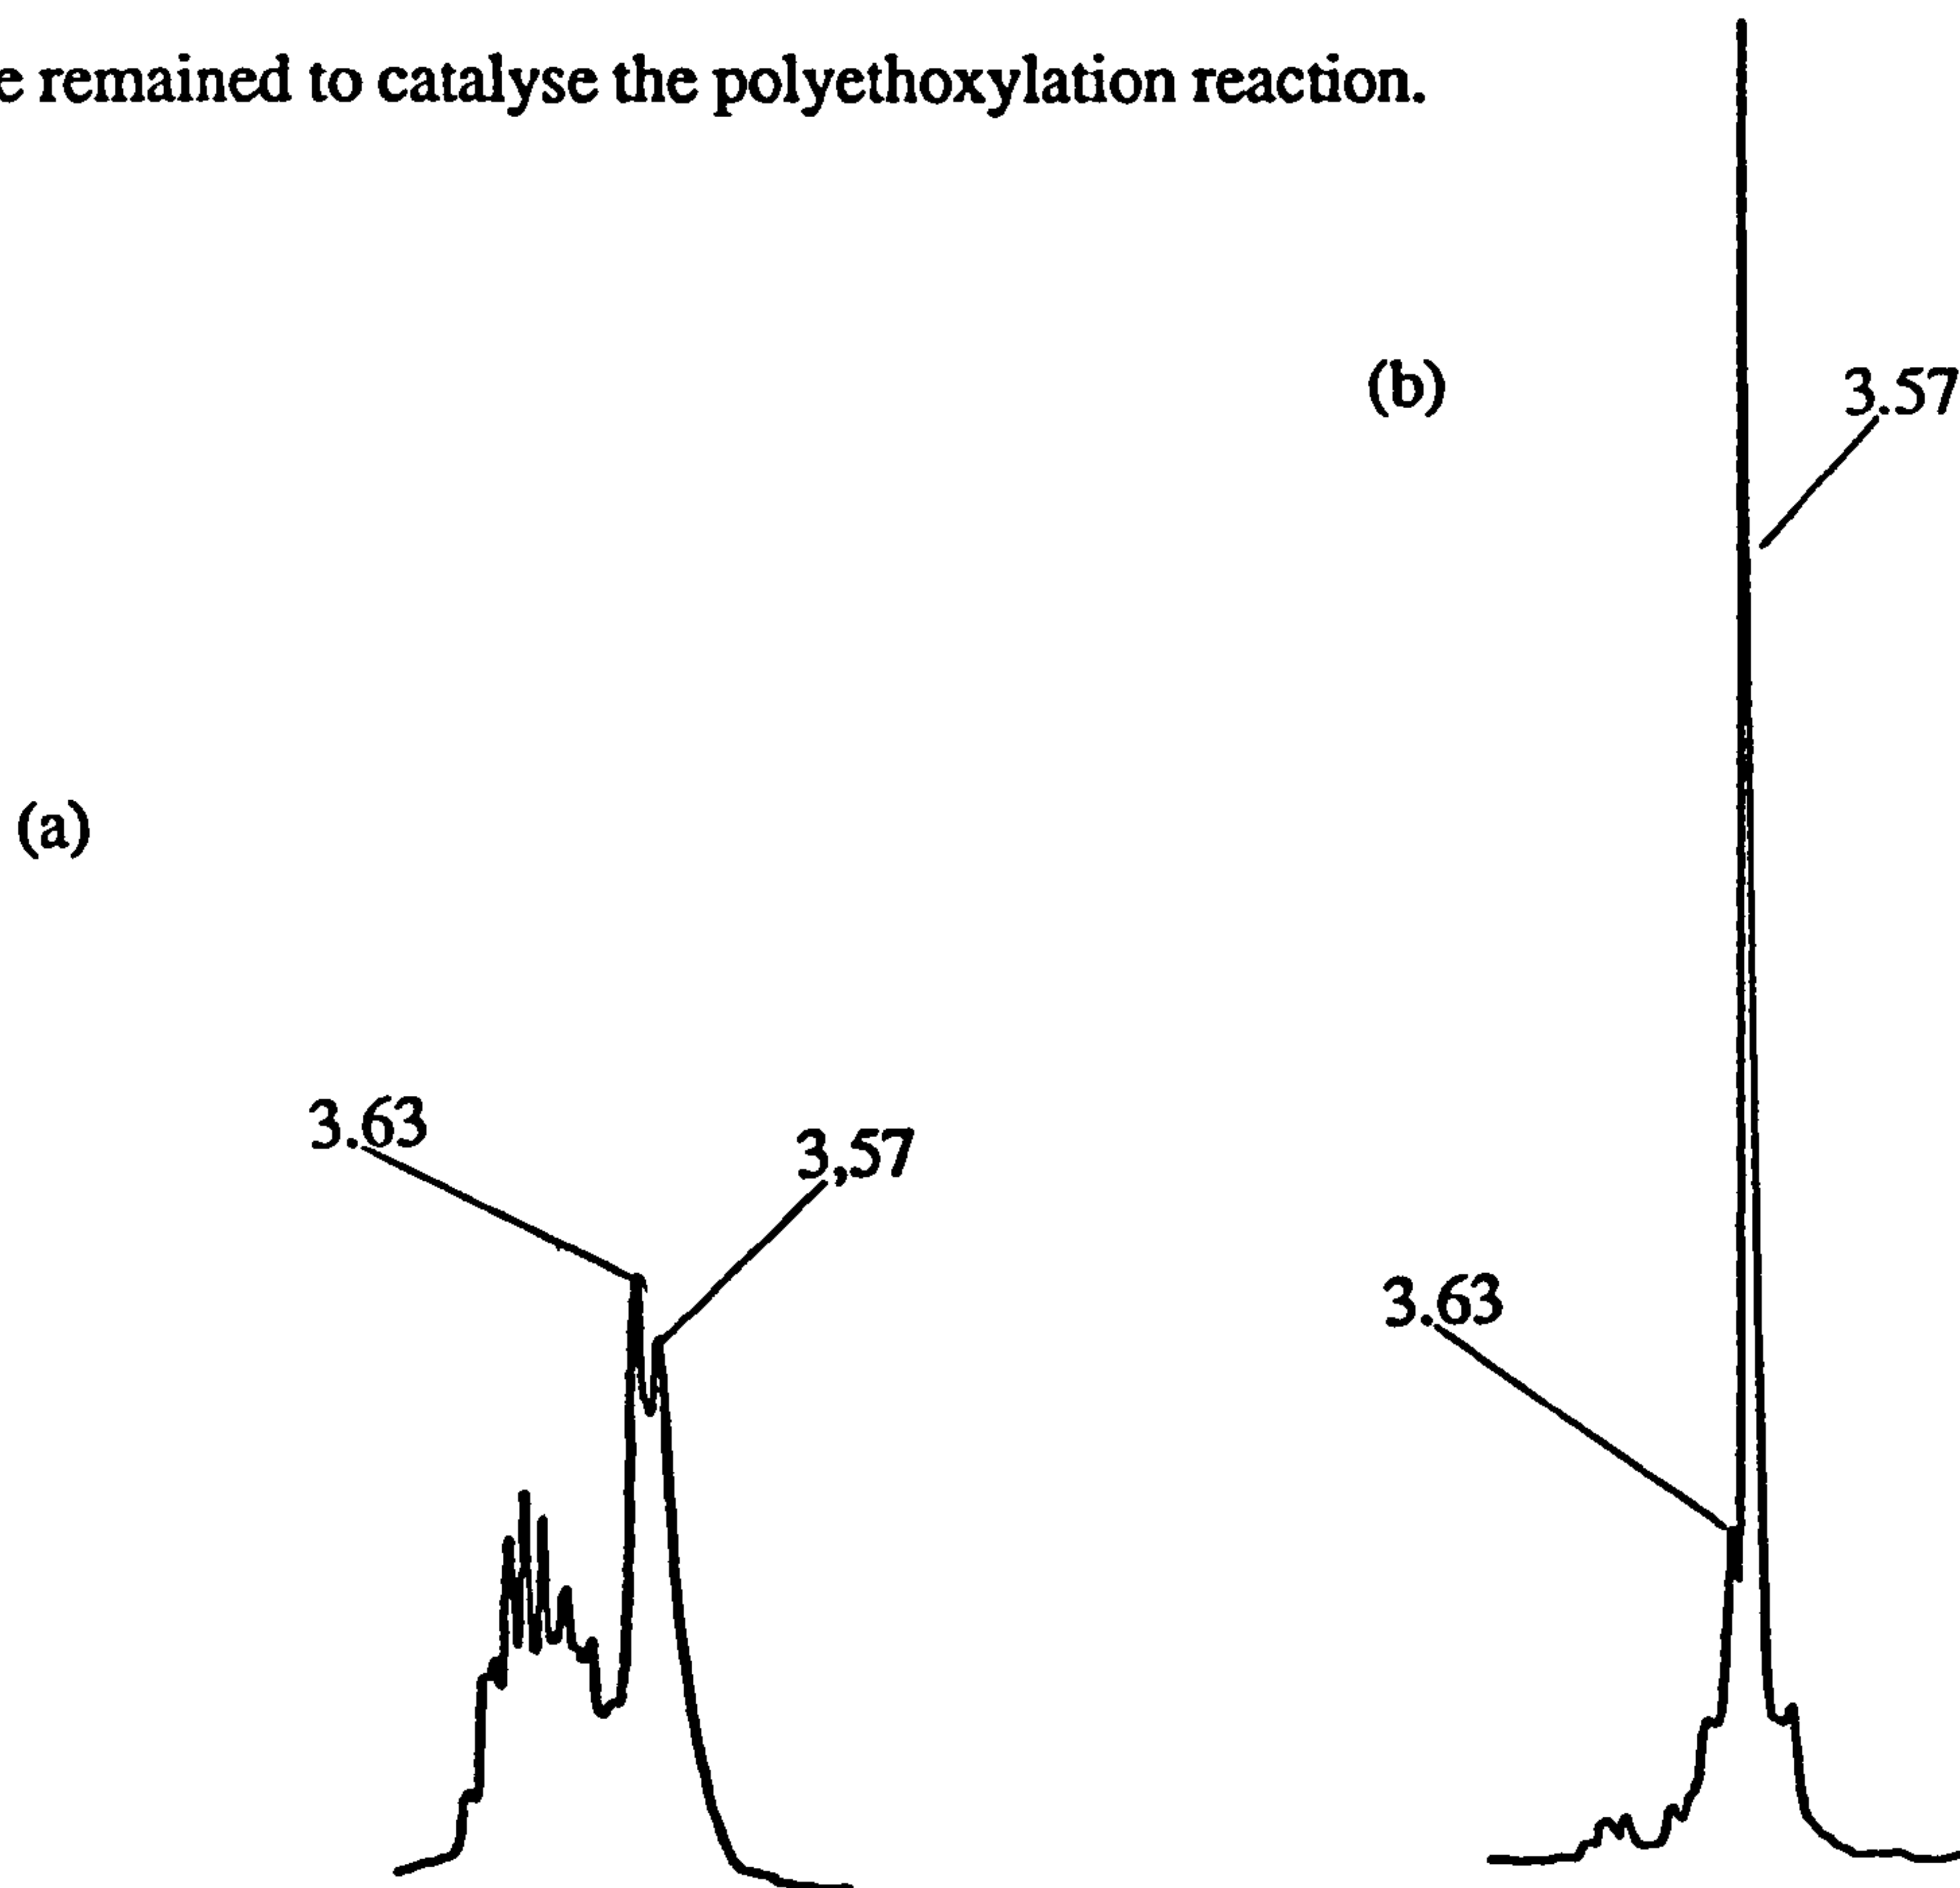 remained to catalyse the polyethoxylation reaction.
(b)
3.57
(a)
3.63
3,57
3.63